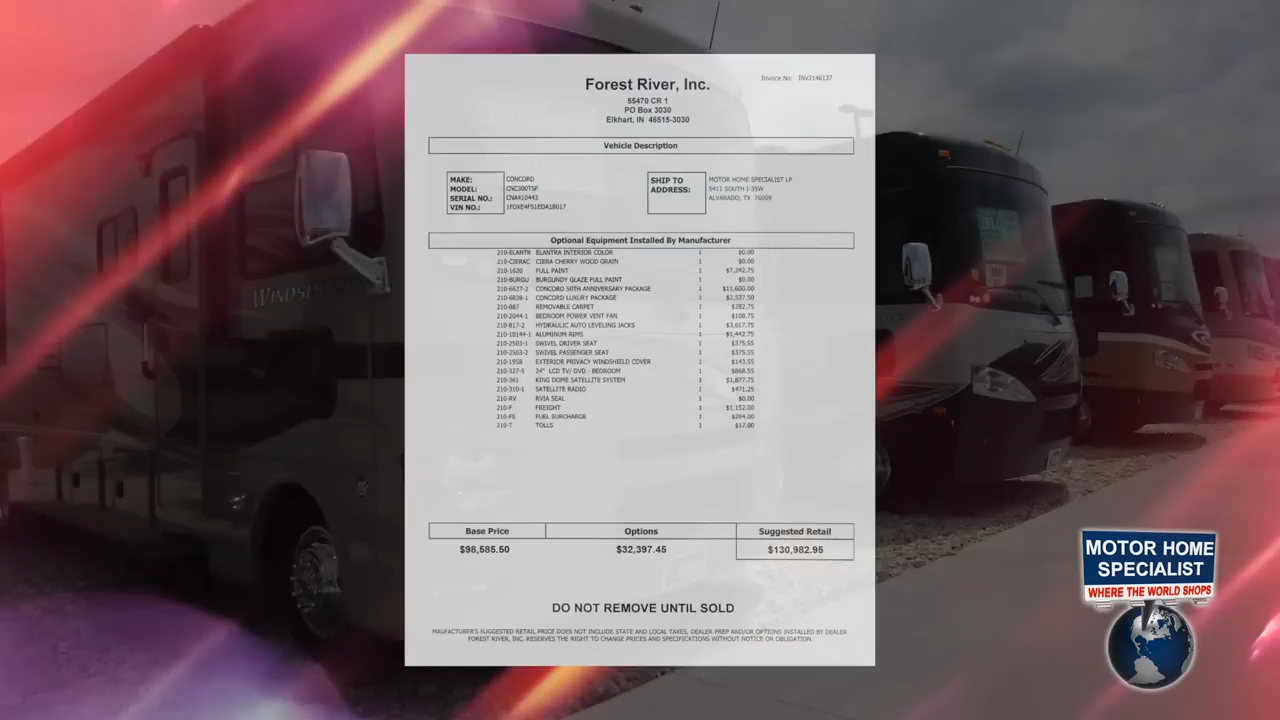 Forest River, Inc.
Invoice No: INV2146137
55470 CR 1
PO Box 3030
Elkhart, IN 46515-3030
Vehicle Description
MAKE: CONCORD
MODEL: CNC300TSF
SERIAL NO.: CNA410443
VIN NO.: 1FDXE4FS1EDA18017
SHIP TO ADDRESS:
MOTOR HOME SPECIALIST LP
5411 SOUTH I-35W
ALVARADO, TX 76009
Optional Equipment Installed By Manufacturer
210-ELANTR ELANTRA INTERIOR COLOR 1 $0.00
210-CIERAC CIERA CHERRY WOOD GRAIN 1 $0.00
210-1620 FULL PAINT 1 $7,242.75
210-BURGU BURGUNDY GLAZE FULL PAINT 1 $0.00
210-6627-2 CONCORD 50TH ANNIVERSARY PACKAGE 1 $11,600.00
210-6838-1 CONCORD LUXURY PACKAGE 1 $2,537.50
210-887 REMOVABLE CARPET 1 $282.75
210-2044-1 BEDROOM POWER VENT FAN 1 $108.75
210-817-2 HYDRAULIC AUTO LEVELING JACKS 1 $3,617.75
210-10144-1 ALUMINUM RIMS 1 $1,442.75
210-2503-1 SWIVEL DRIVER SEAT 1 $375.55
210-2503-2 SWIVEL PASSENGER SEAT 1 $375.55
210-1958 EXTERIOR PRIVACY WINDSHIELD COVER 1 $143.55
210-327-5 24" LCD TV/ DVD - BEDROOM 1 $868.55
210-361 KING DOME SATELLITE SYSTEM 1 $1,877.75
210-310-1 SATELLITE RADIO 1 $471.25
210-RV RVIA SEAL 1 $0.00
210-F FREIGHT 1 $1,152.00
210-FS FUEL SURCHARGE 1 $284.00
210-T TOLLS 1 $17.00
Base Price Options Suggested Retail
$98,585.50 $32,397.45 $130,982.95
DO NOT REMOVE UNTIL SOLD
MAUFACTURER'S SUGGESTED RETAIL PRICE DOES NOT INCLUDE STATE AND LOCAL TAXES, DEALER PREP AND/OR OPTIONS INSTALLED BY DEALER
FOREST RIVER, INC. RESERVES THE RIGHT TO CHANGE PRICES AND SPECIFICATIONS WITHOUT NOTICE OR OBLIGATION.
MOTOR HOME
SPECIALIST
WHERE THE WORLD SHOPS